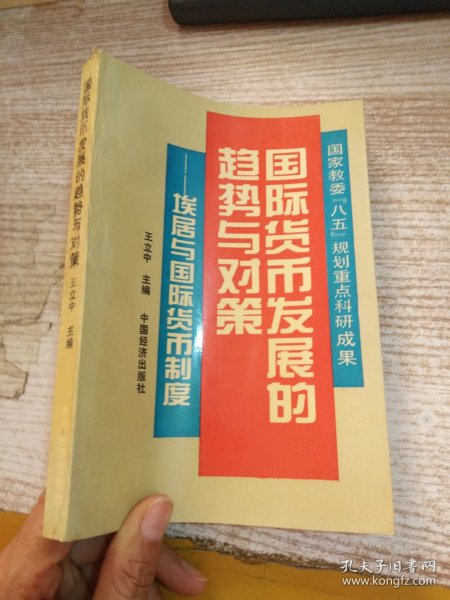 国家教委『八五』规划重点科研成果
国际货币发展的
趋势与对策
——埃居与国际货币制度
王立中 主编 中国经济出版社
国际货币发展的趋势与对策 王立中 主编
孔夫子旧书网
www.kongfz.com